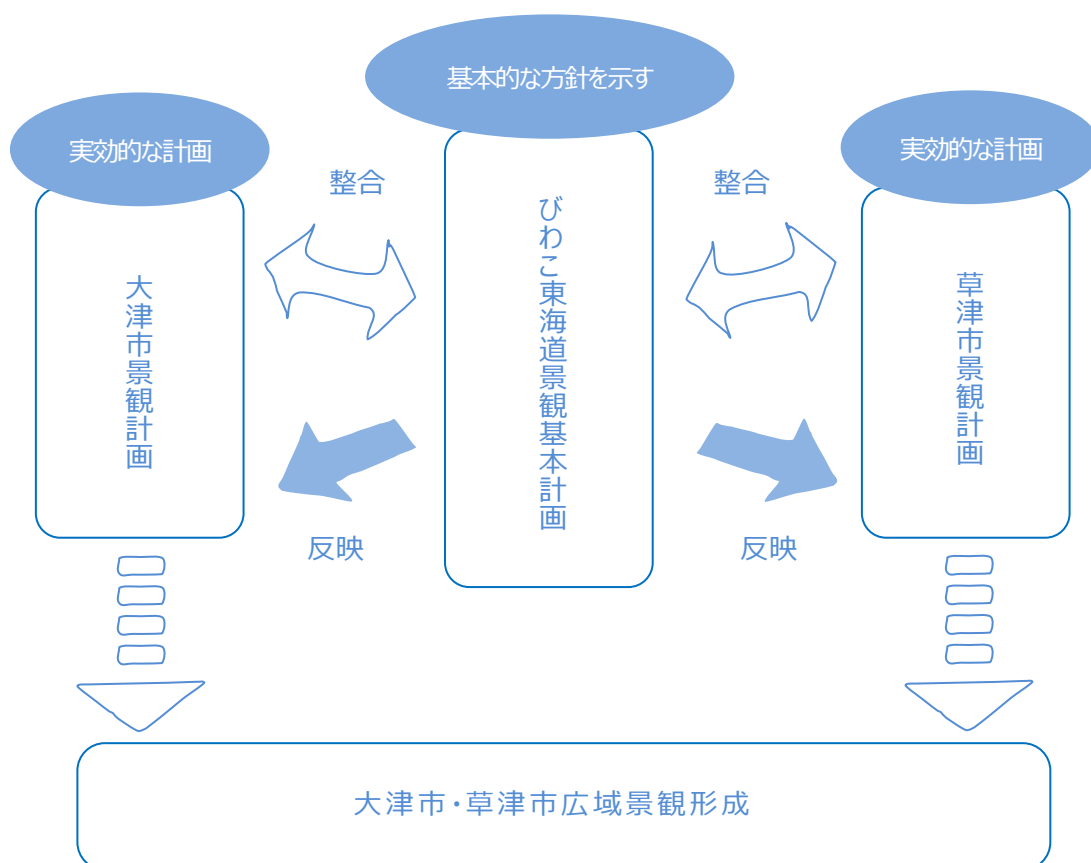 基本的な方針を示す
実効的な計画
実効的な計画
整合
整合
大津市景観計画
びわこ東海道景観基本計画
草津市景観計画
反映
反映
大津市・草津市広域景観形成